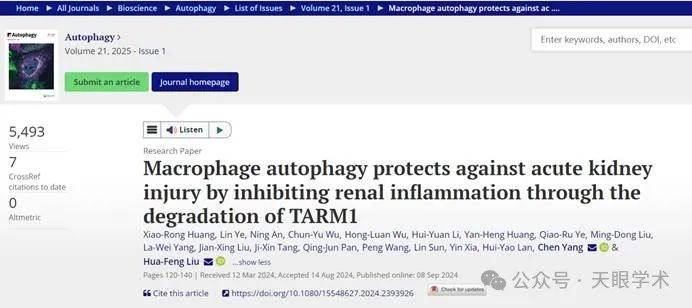 Home
All Journals
Bioscience
Autophagy
List of Issues
Volume 21, Issue 1
Macrophage autophagy protects against ac ....
Autophagy
Volume 21, 2025 - Issue 1
Enter keywords, authors, DOI, etc
Submit an article
Journal homepage
5,493
Views
7
CrossRef
citations to date
0
Altmetric
Listen
Research Paper
Macrophage autophagy protects against acute kidney
injury by inhibiting renal inflammation through the
degradation of TARM1
Xiao-Rong Huang, Lin Ye, Ning An, Chun-Yu Wu, Hong-Luan Wu, Hui-Yuan Li, Yan-Heng Huang, Qiao-Ru Ye, Ming-Dong Liu,
La-Wei Yang, Jian-Xing Liu, Ji-Xin Tang, Qing-Jun Pan, Peng Wang, Lin Sun, Yin Xia, Hui-Yao Lan, Chen Yang &
Hua-Feng Liu ...show less
Pages 120-140 | Received 12 Mar 2024, Accepted 14 Aug 2024, Published online: 08 Sep 2024
Cite this article https://doi.org/10.1080/15548627.2024.2393926 Check for updates
公众号 · 天眼学术